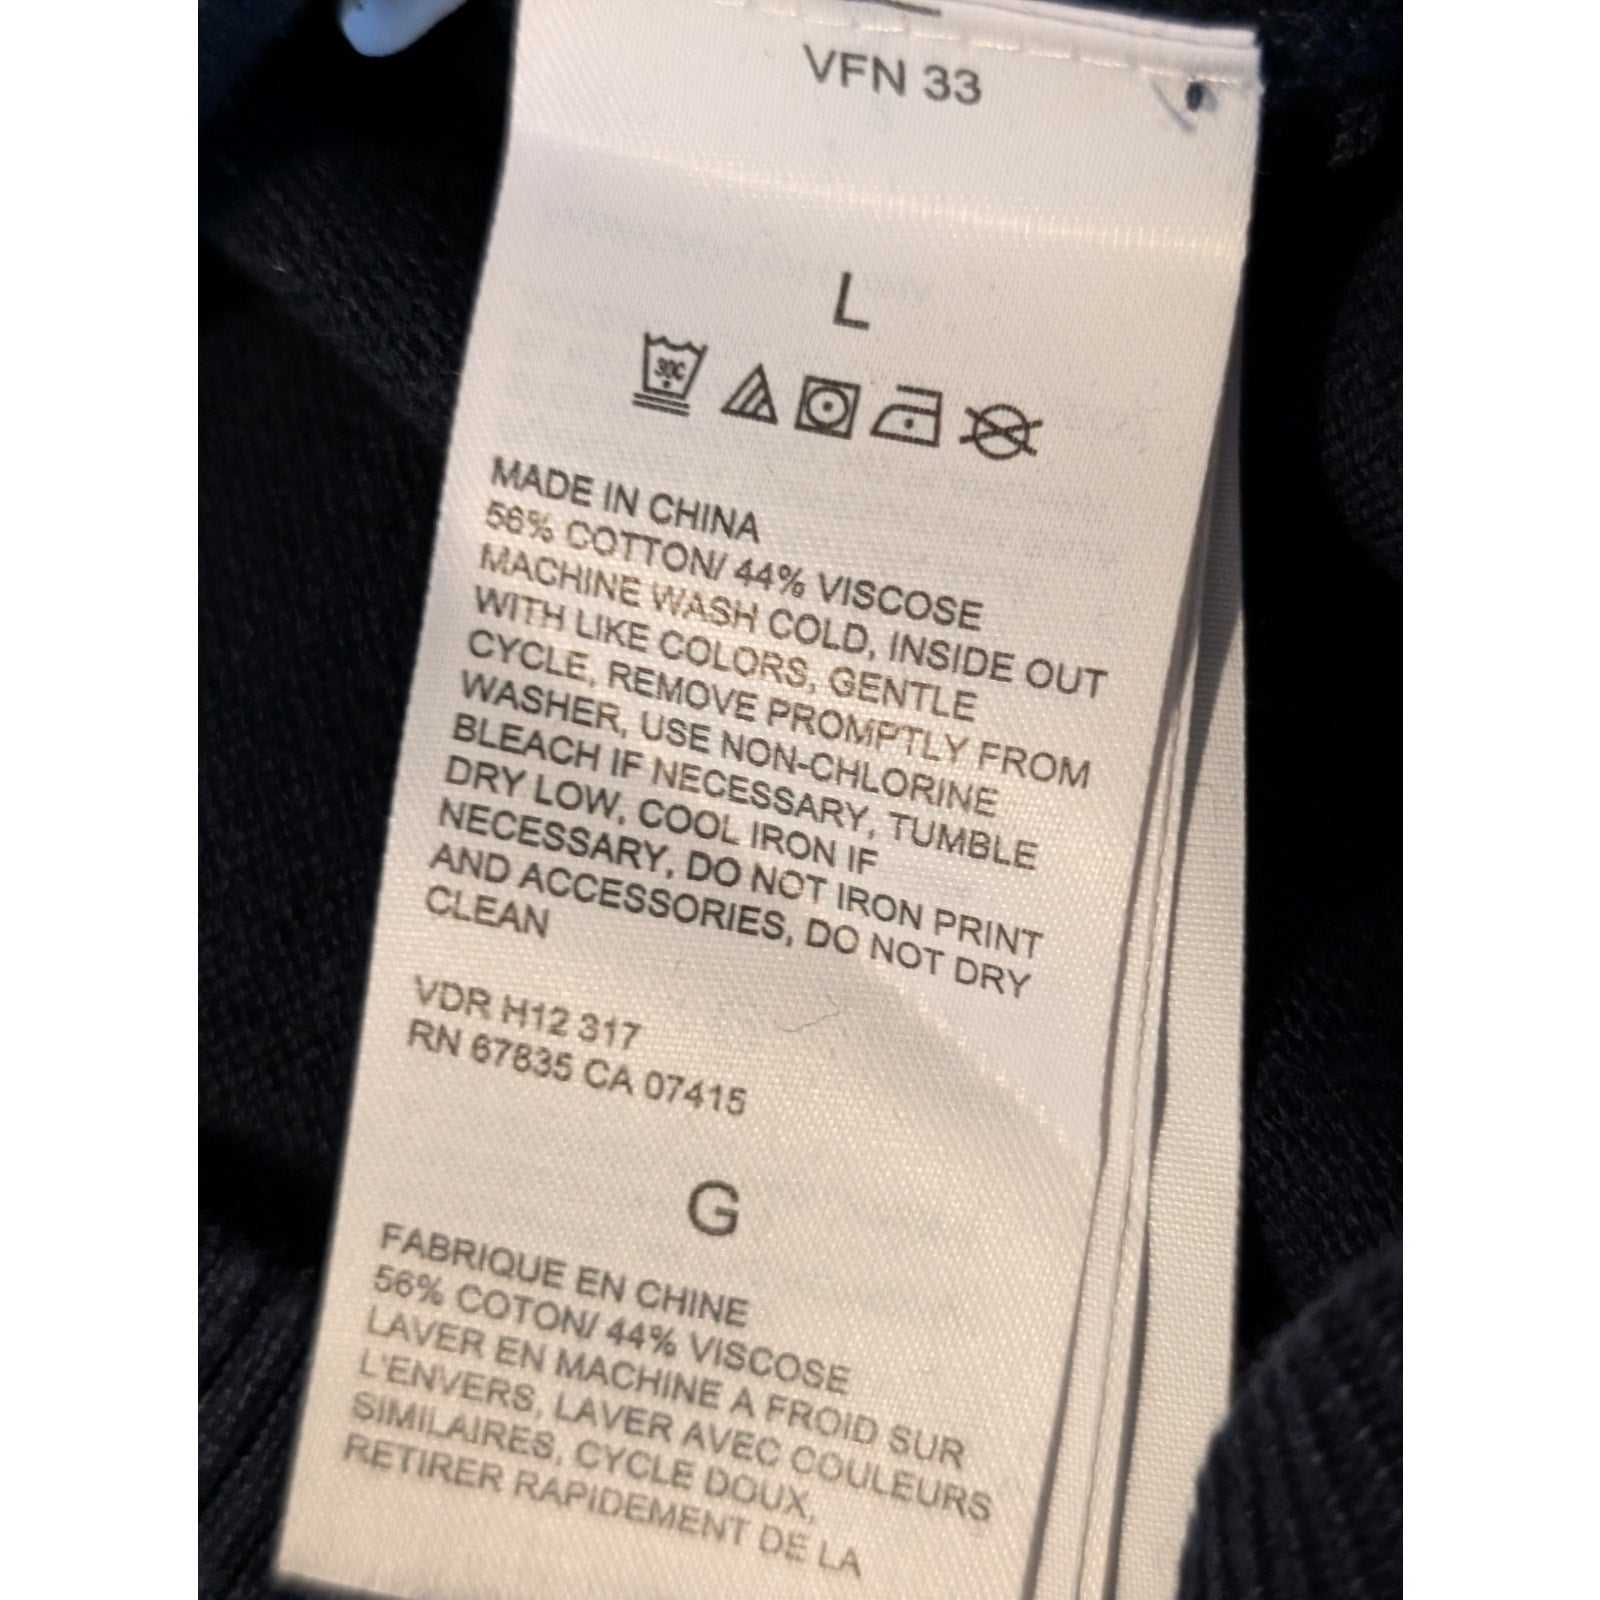 VFN 33
L
30C
MADE IN CHINA
56% COTTON/ 44% VISCOSE
MACHINE WASH COLD, INSIDE OUT
WITH LIKE COLORS, GENTLE
CYCLE, REMOVE PROMPTLY FROM
WASHER, USE NON-CHLORINE
BLEACH IF NECESSARY, TUMBLE
DRY LOW, COOL IRON IF
NECESSARY, DO NOT IRON PRINT
AND ACCESSORIES, DO NOT DRY
CLEAN
VDR H12 317
RN 67835 CA 07415
G
FABRIQUE EN CHINE
56% COTON/ 44% VISCOSE
LAVER EN MACHINE A FROID SUR
L'ENVERS, LAVER AVEC COULEURS
SIMILAIRES, CYCLE DOUX,
RETIRER RAPIDEMENT DE LA